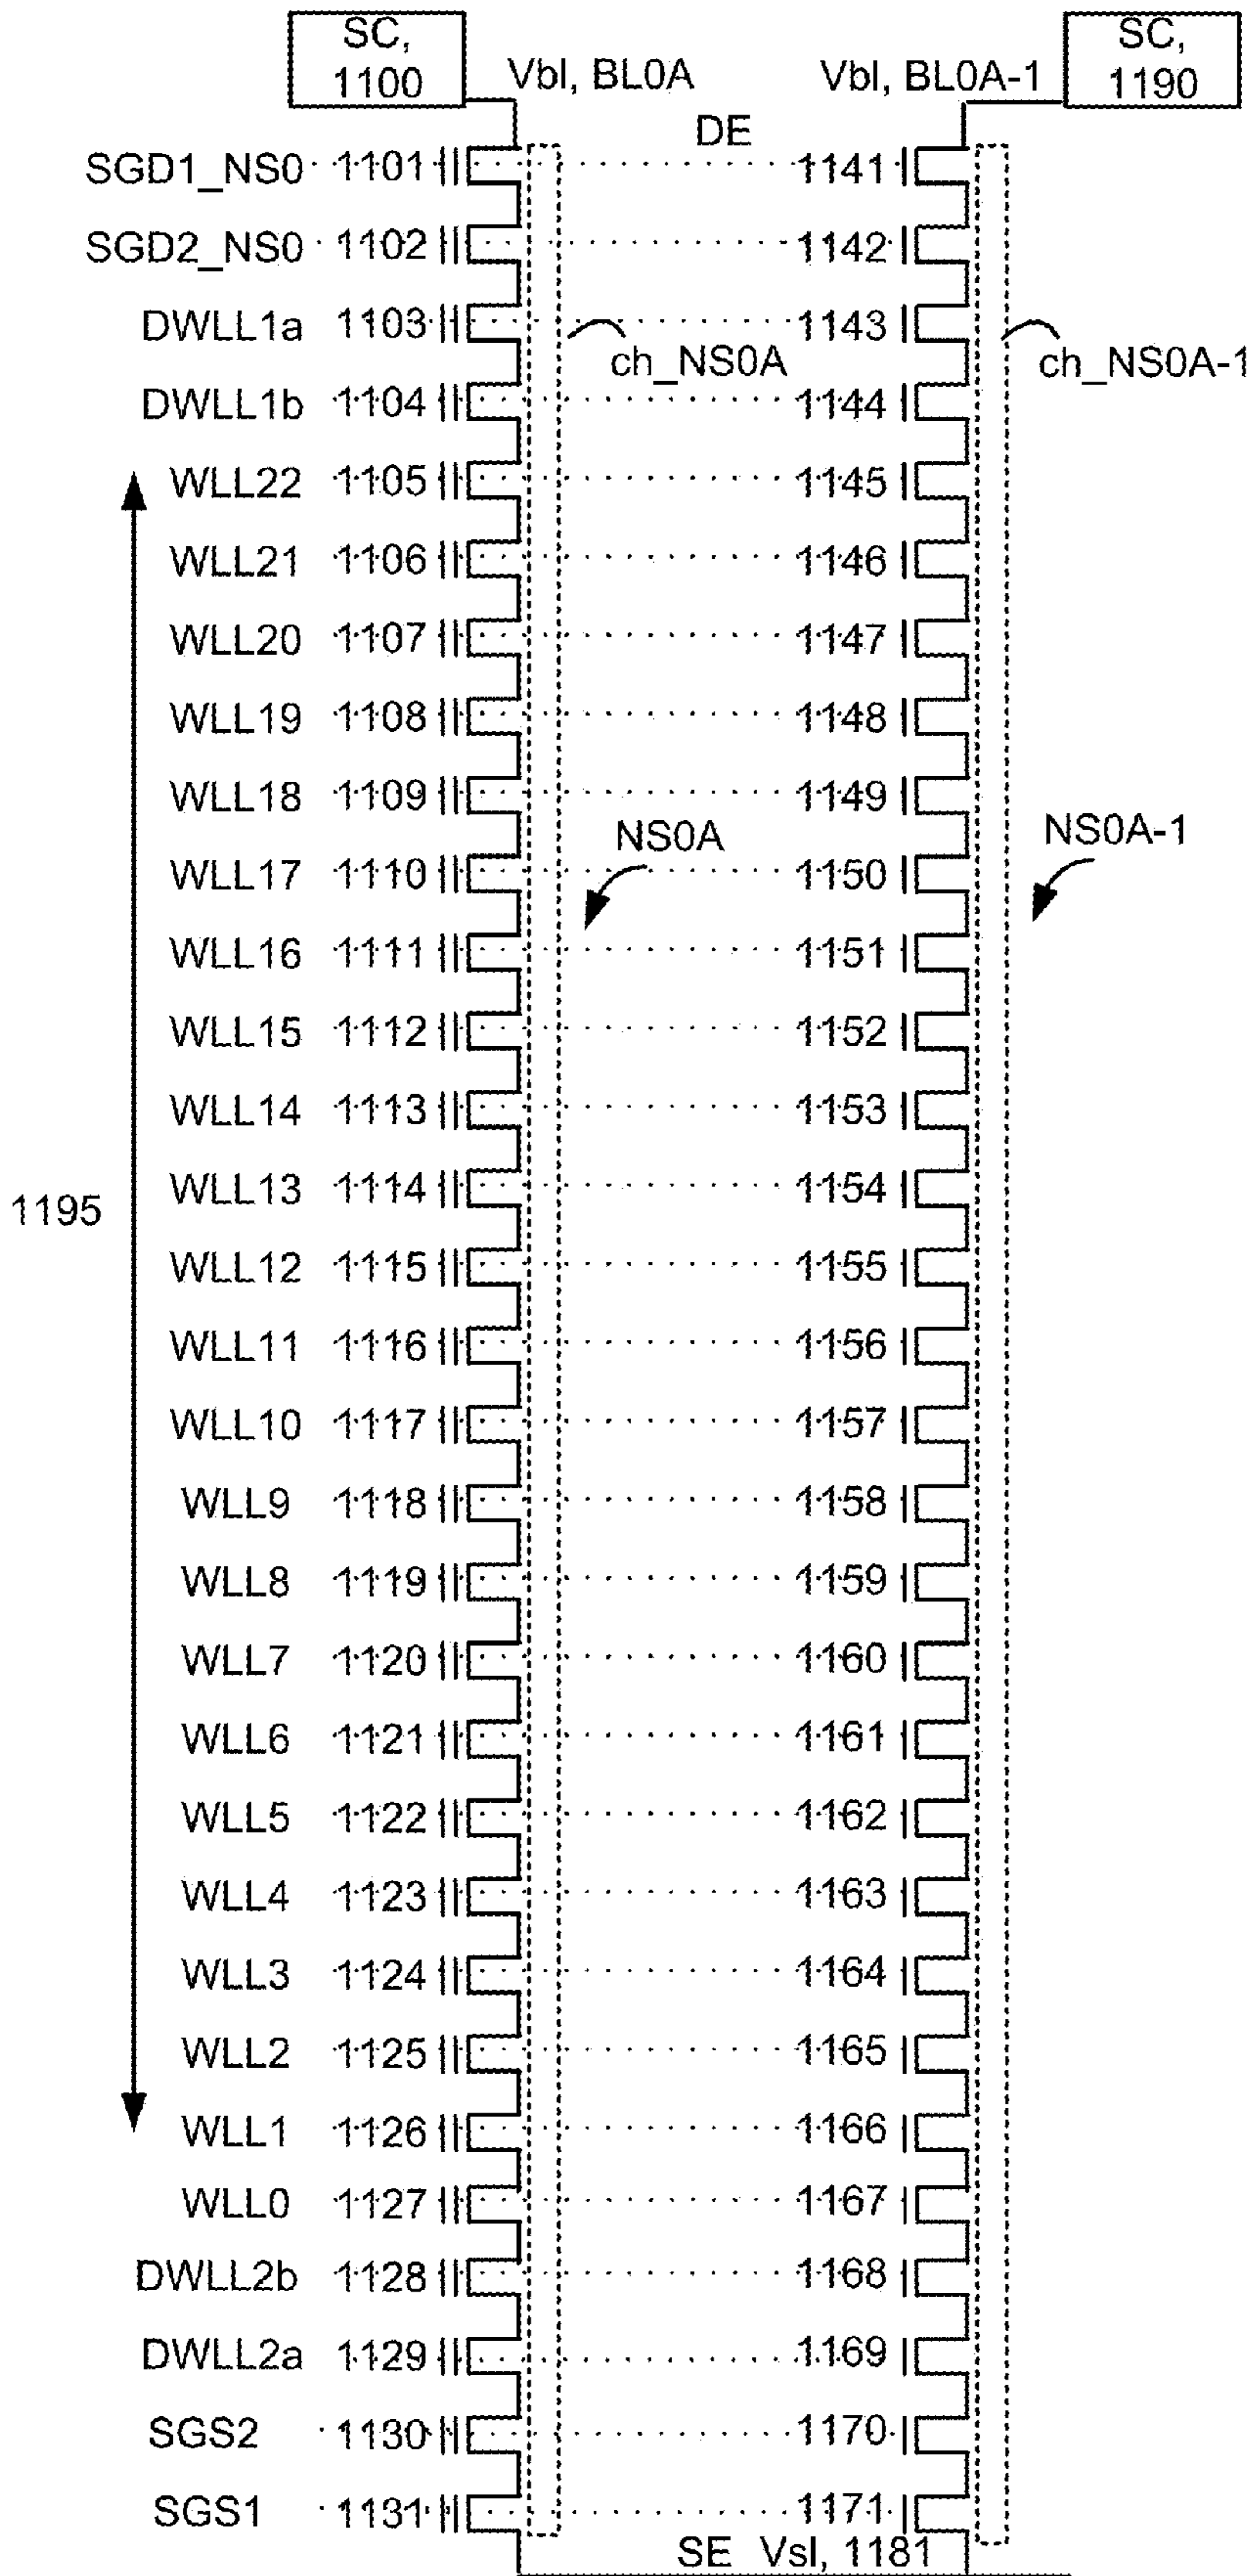 SC,
1100
Vbl, BL0A
Vbl, BL0A-1
SC,
1190
DE
SGD1_NS0 1101 1141
SGD2_NS0 1102 1142
DWLL1a 1103 1143
ch_NS0A
ch_NS0A-1
DWLL1b 1104 1144
WLL22 1105 1145
WLL21 1106 1146
WLL20 1107 1147
WLL19 1108 1148
WLL18 1109 1149
NS0A
NS0A-1
WLL17 1110 1150
WLL16 1111 1151
WLL15 1112 1152
WLL14 1113 1153
WLL13 1114 1154
1195
WLL12 1115 1155
WLL11 1116 1156
WLL10 1117 1157
WLL9 1118 1158
WLL8 1119 1159
WLL7 1120 1160
WLL6 1121 1161
WLL5 1122 1162
WLL4 1123 1163
WLL3 1124 1164
WLL2 1125 1165
WLL1 1126 1166
WLL0 1127 1167
DWLL2b 1128 1168
DWLL2a 1129 1169
SGS2 1130 1170
SGS1 1131 1171
SE Vsl, 1181